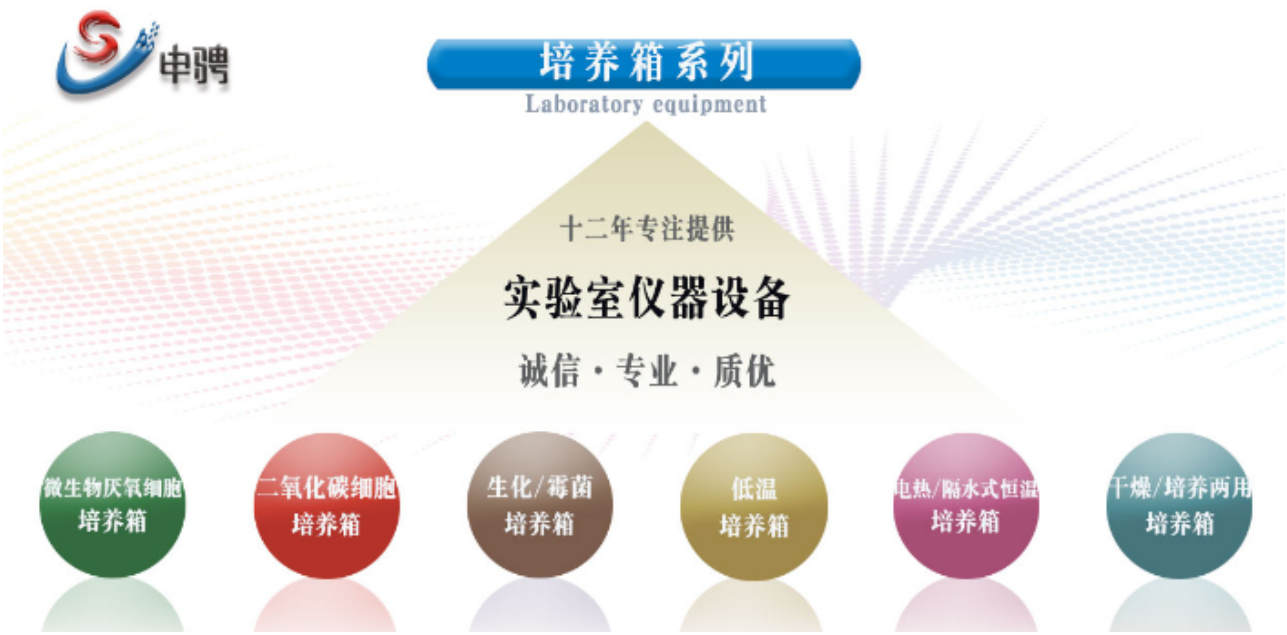 申骋
培养箱系列
Laboratory equipment
十二年专注提供
实验室仪器设备
诚信·专业·质优
微生物厌氧细胞
培养箱
二氧化碳细胞
培养箱
生化/霉菌
培养箱
低温
培养箱
电热/隔水式恒温
培养箱
干燥/培养两用
培养箱